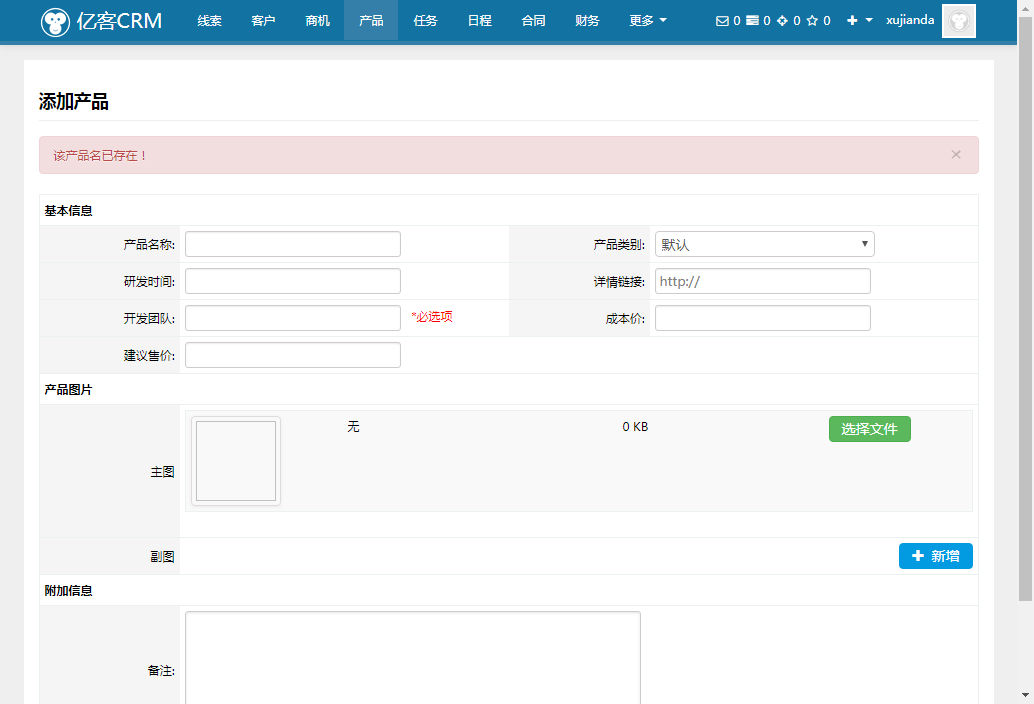 亿客CRM 线索 客户 商机 产品 任务 日程 合同 财务 更多 0 0 0 0 xujianda
添加产品
该产品名已存在！ ×
基本信息
产品名称: 产品类别: 默认
研发时间: 详情链接: http://
开发团队: *必选项 成本价:
建议售价:
产品图片
主图 无 0 KB 选择文件
副图 新增
附加信息
备注: